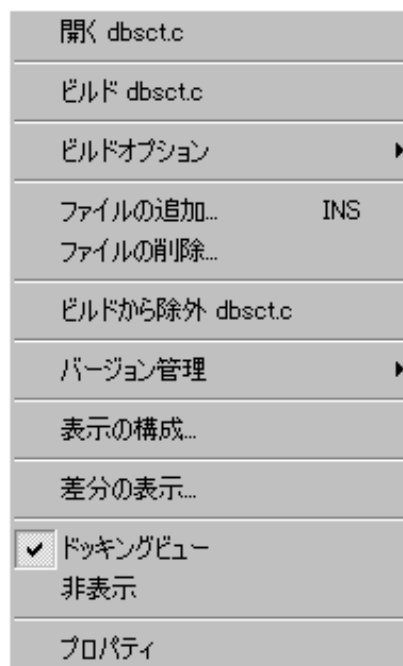 開く dbsct.c
ビルド dbsct.c
ビルドオプション
ファイルの追加... INS
ファイルの削除...
ビルドから除外 dbsct.c
バージョン管理
表示の構成...
差分の表示...
ドッキングビュー
非表示
プロパティ